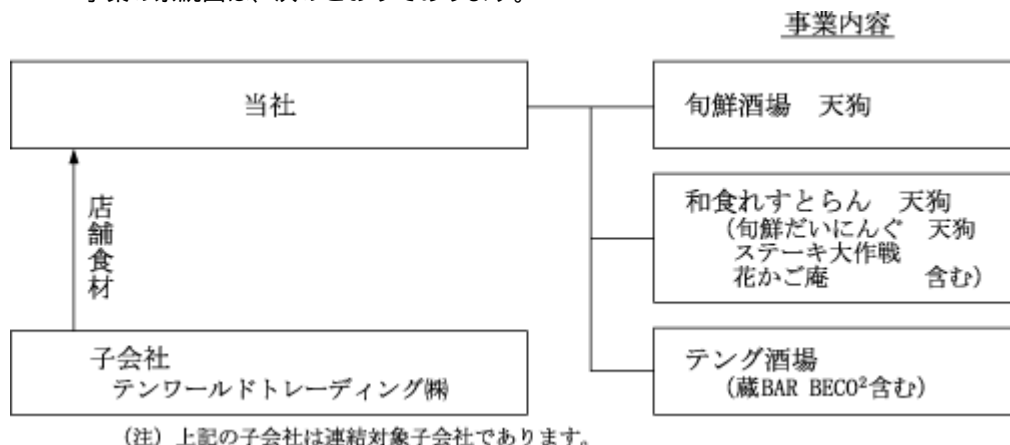 事業の系統図は、次のとおりであります。
事業内容
当社
旬鮮酒場 天狗
店舗食材
和食れすとらん 天狗
(旬鮮だいにんぐ 天狗
ステーキ大作戦
花かご庵 含む)
子会社
テンワールドトレーディング㈱
テング酒場
(蔵BAR BECO²含む)
(注) 上記の子会社は連結対象子会社であります。